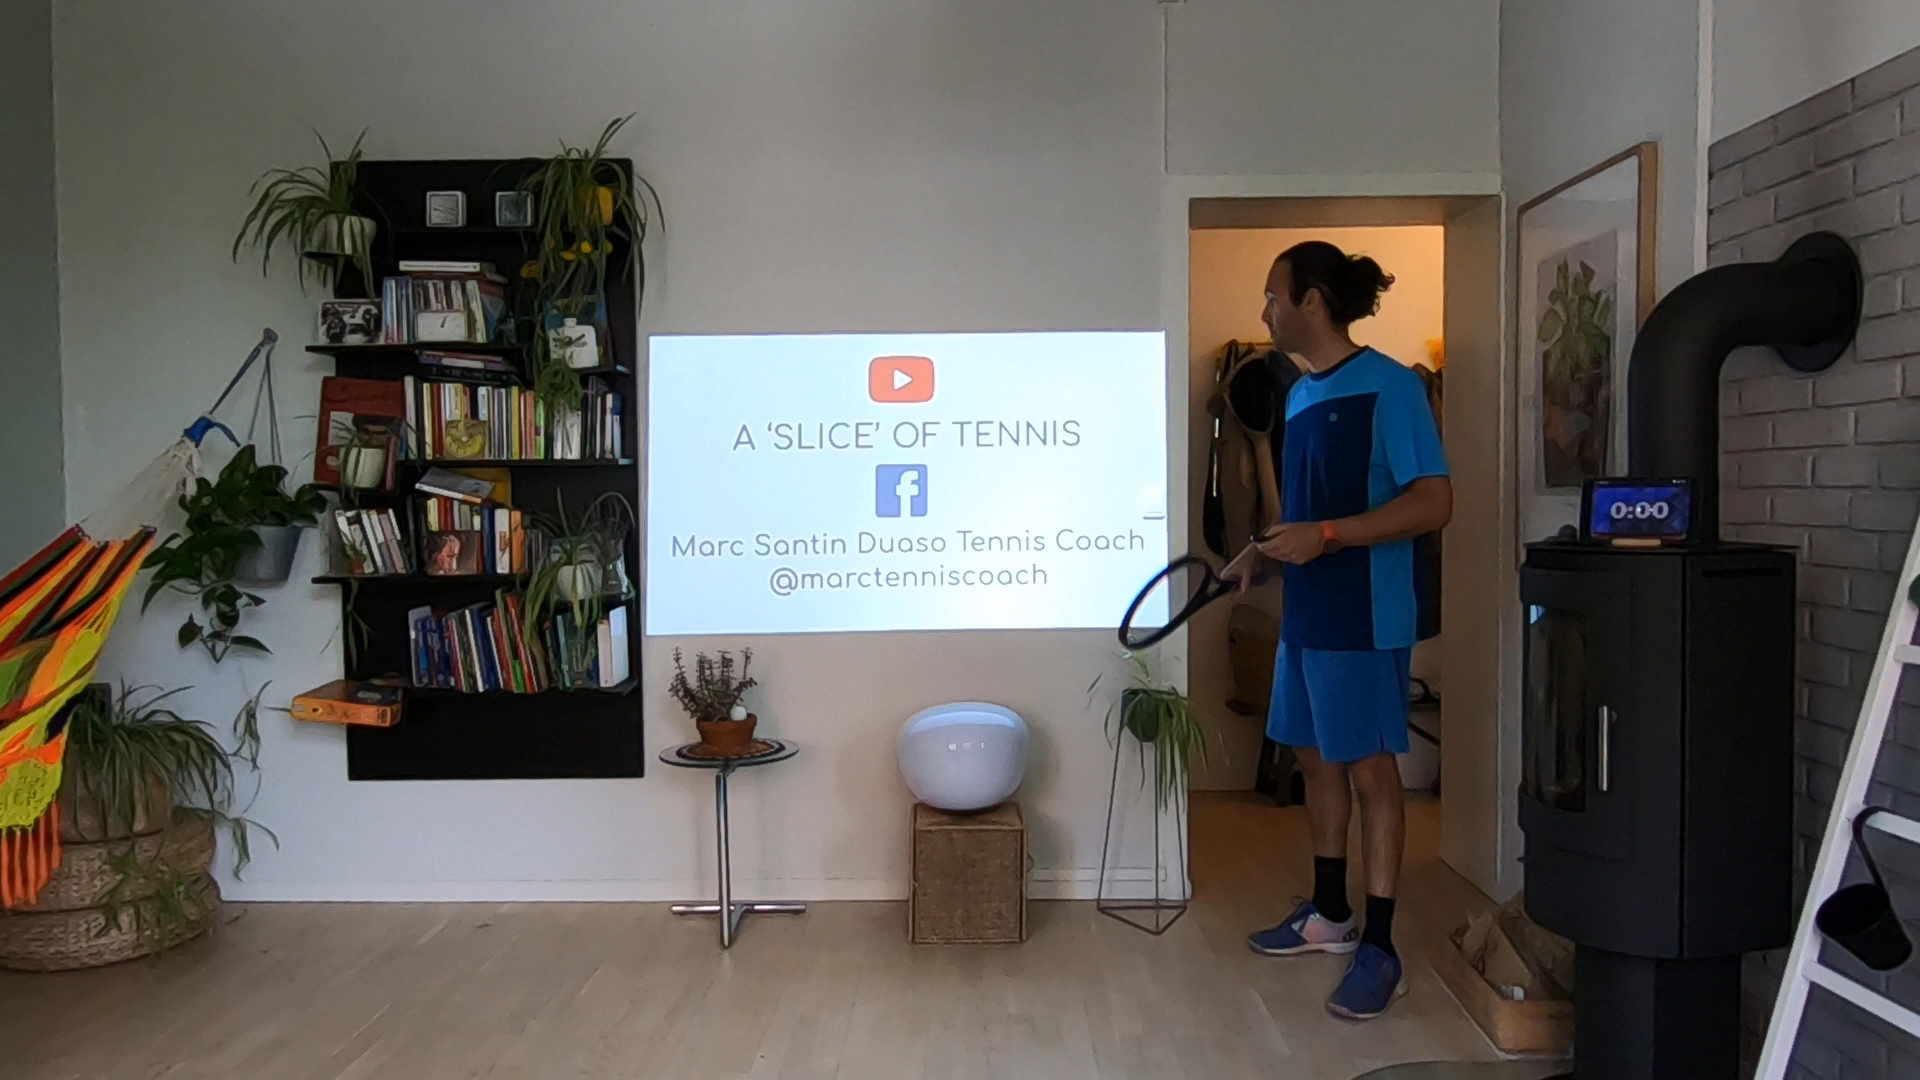 A ‘SLICE’ OF TENNIS
f
Marc Santin Duaso Tennis Coach
@marctenniscoach
0:00